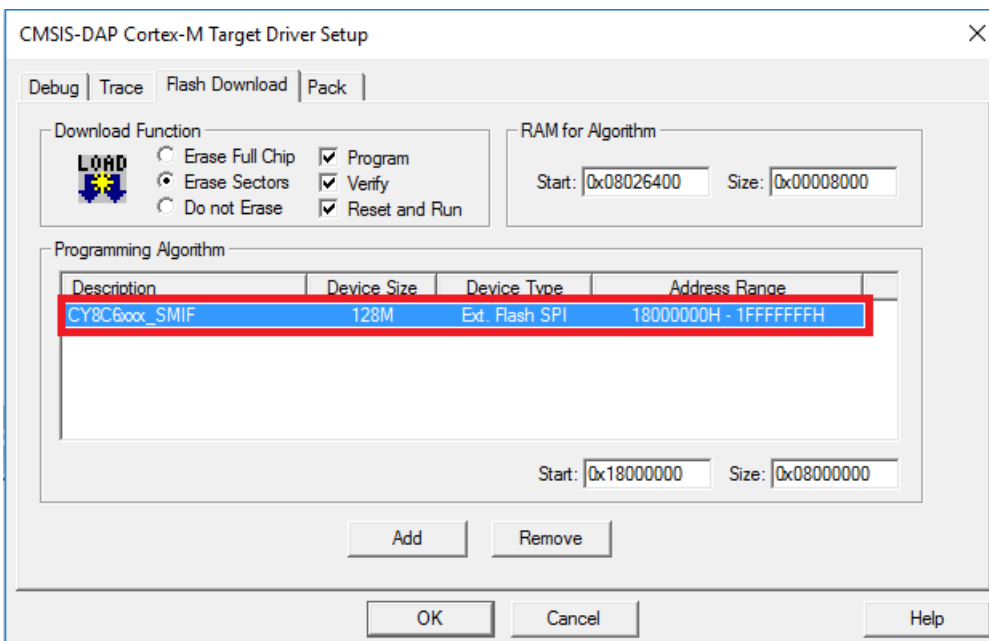 CMSIS-DAP Cortex-M Target Driver Setup
Debug Trace Flash Download Pack
Download Function
LOAD
Erase Full Chip
Erase Sectors
Do not Erase
Program
Verify
Reset and Run
RAM for Algorithm
Start: 0x08026400 Size: 0x00008000
Programming Algorithm
Description Device Size Device Type Address Range
CY8C6xxx_SMIF 128M Ext. Flash SPI 18000000H - 1FFFFFFFH
Start: 0x18000000 Size: 0x08000000
Add Remove
OK Cancel Help